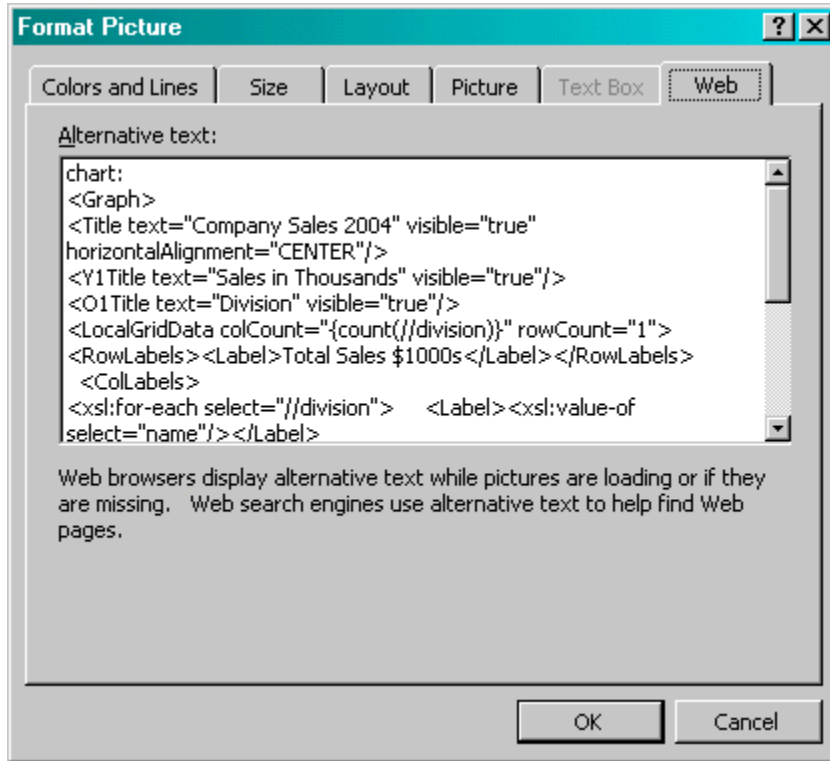 Format Picture
Colors and Lines Size Layout Picture Text Box Web
Alternative text:
chart:
<Graph>
<Title text="Company Sales 2004" visible="true"
horizontalAlignment="CENTER"/>
<Y1Title text="Sales in Thousands" visible="true"/>
<O1Title text="Division" visible="true"/>
<LocalGridData colCount="{count(//division)}" rowCount="1">
<RowLabels><Label>Total Sales $1000s</Label></RowLabels>
<ColLabels>
<xsl:for-each select="//division"> <Label><xsl:value-of
select="name"/></Label>
Web browsers display alternative text while pictures are loading or if they
are missing. Web search engines use alternative text to help find Web
pages.
OK Cancel